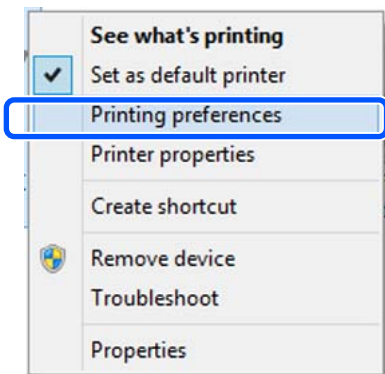 See what's printing
Set as default printer
Printing preferences
Printer properties
Create shortcut
Remove device
Troubleshoot
Properties